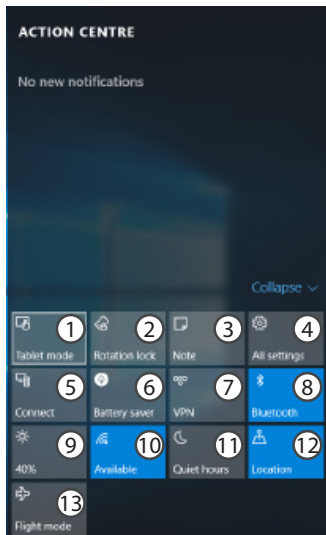 ACTION CENTRE
No new notifications
Collapse
1 2 3 4
Tablet mode Rotation lock Note All settings
5 6 7 8
Connect Battery saver VPN Bluetooth
9 10 11 12
40% Available Quiet hours Location
13
Flight mode